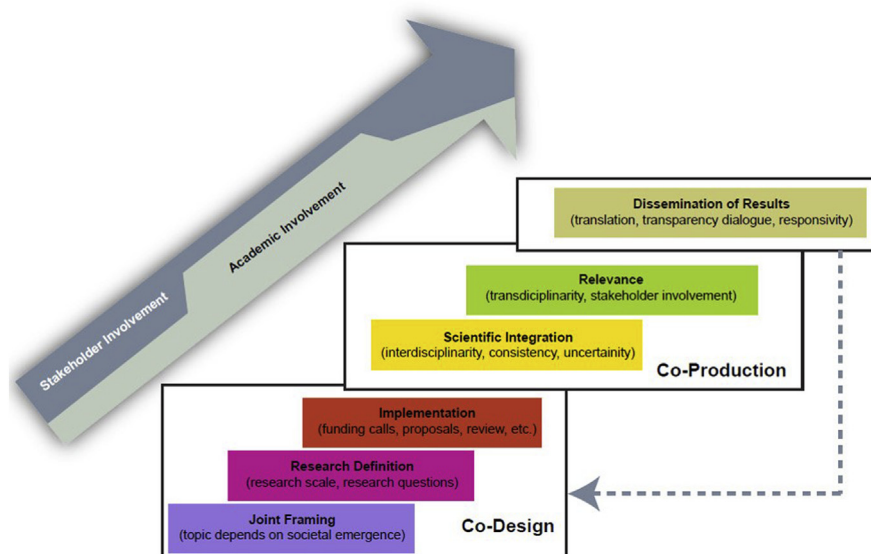 Stakeholder Involvement
Academic Involvement
Dissemination of Results
(translation, transparency dialogue, responsivity)
Relevance
(transdiciplinarity, stakeholder involvement)
Scientific Integration
(interdisciplinarity, consistency, uncertainity)
Co-Production
Implementation
(funding calls, proposals, review, etc.)
Research Definition
(research scale, research questions)
Joint Framing
(topic depends on societal emergence)
Co-Design